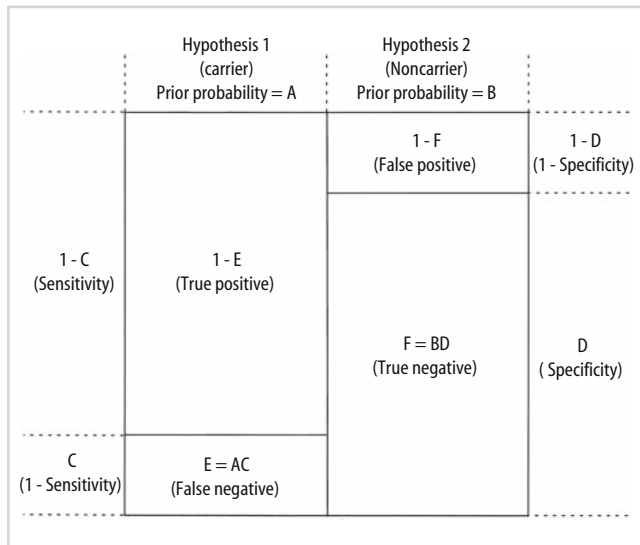 Hypothesis 1
(carrier)
Prior probability = A
Hypothesis 2
(Noncarrier)
Prior probability = B
1 - F
(False positive)
1 - D
(1 - Specificity)
1 - C
(Sensitivity)
1 - E
(True positive)
F = BD
(True negative)
D
( Specificity)
C
(1 - Sensitivity)
E = AC
(False negative)